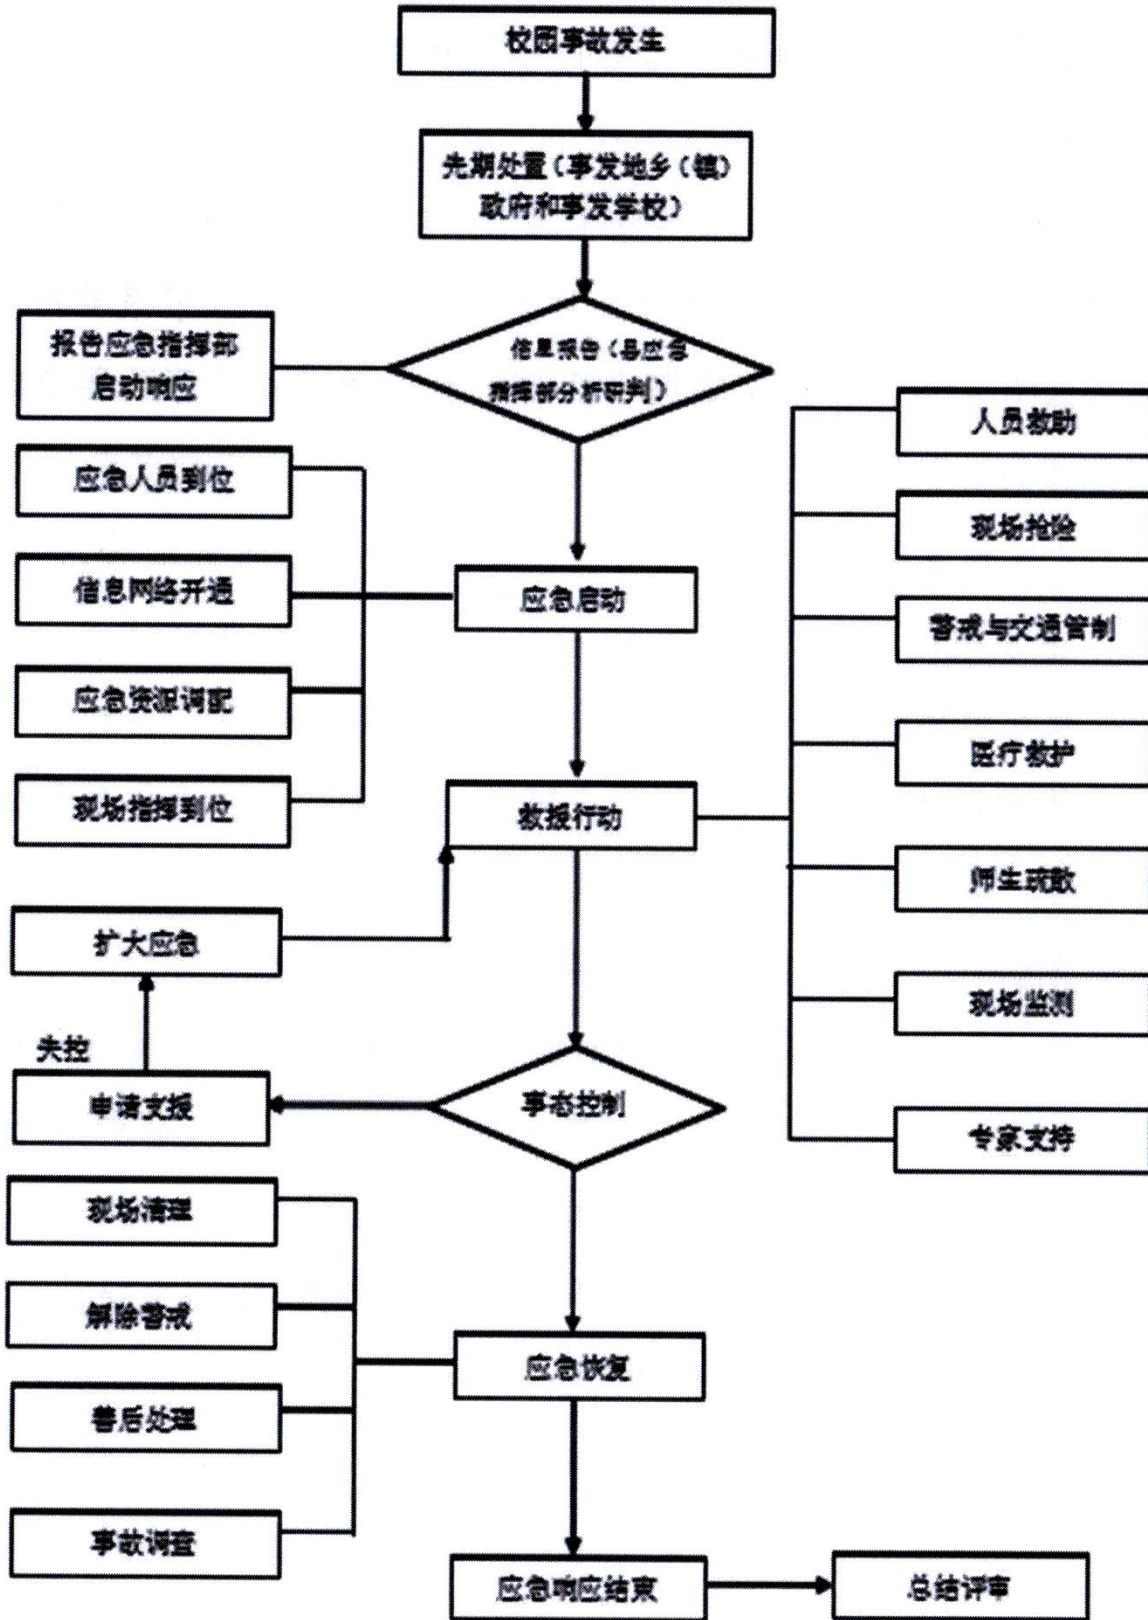 校园事故发生
先期处置（事发地乡（镇）
政府和事发学校）
报告应急指挥部
启动响应
信息报告（县应急
指挥部分析研判）
人员救助
应急人员到位
现场抢险
信息网络开通
应急启动
警戒与交通管制
应急资源调配
医疗救护
现场指挥到位
救援行动
师生疏散
扩大应急
现场监测
失控
申请支援
事态控制
专家支持
现场清理
解除警戒
应急恢复
善后处理
事故调查
应急响应结束
总结评审